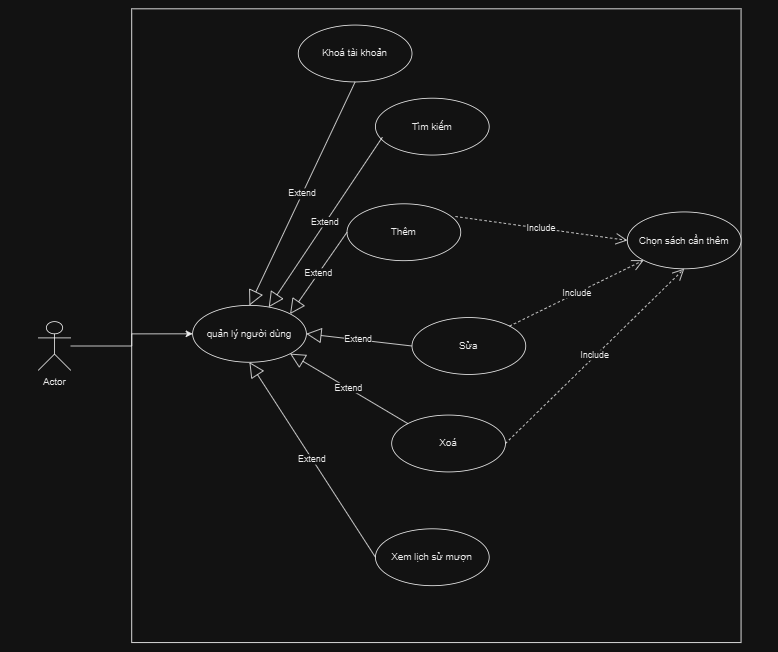 Khoá tài khoản
Tìm kiếm
Extend
Extend
Thêm
Include
Chọn sách cần thêm
Extend
Include
quản lý người dùng
Extend
Sửa
Include
Actor
Extend
Xoá
Extend
Xem lịch sử mượn